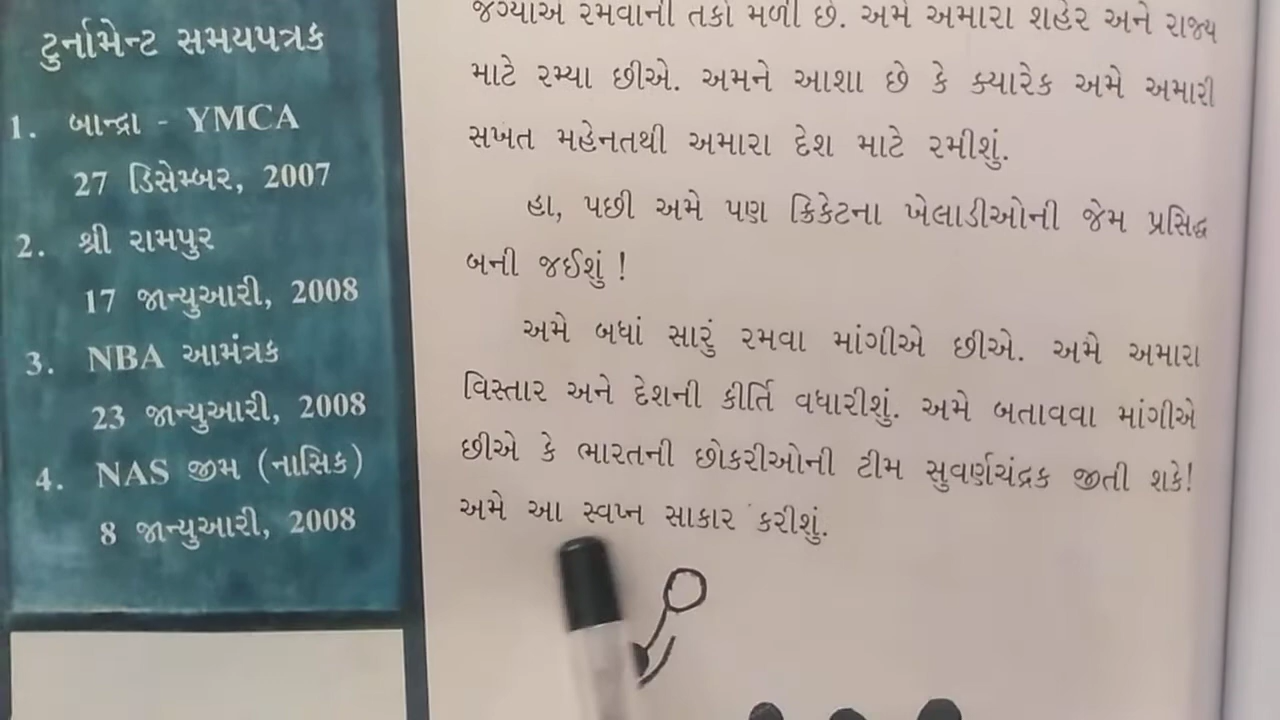 ટુર્નામેન્ટ સમયપત્રક
1. બાન્દ્રા - YMCA
27 ડિસેમ્બર, 2007
2. શ્રી રામપુર
17 જાન્યુઆરી, 2008
3. NBA આમંત્રક
23 જાન્યુઆરી, 2008
4. NAS જીમ (નાસિક)
8 જાન્યુઆરી, 2008
જગ્યાએ રમવાની તકો મળી છે. અમે અમારા શહેર અને રાજ્ય
માટે રમ્યા છીએ. અમને આશા છે કે ક્યારેક અમે અમારી
સખત મહેનતથી અમારા દેશ માટે રમીશું.
હા, પછી અમે પણ ક્રિકેટના ખેલાડીઓની જેમ પ્રસિદ્ધ
બની જઈશું !
અમે બધાં સારું રમવા માંગીએ છીએ. અમે અમારા
વિસ્તાર અને દેશની કીર્તિ વધારીશું. અમે બતાવવા માંગીએ
છીએ કે ભારતની છોકરીઓની ટીમ સુવર્ણચંદ્રક જીતી શકે!
અમે આ સ્વપ્ન સાકાર કરીશું.